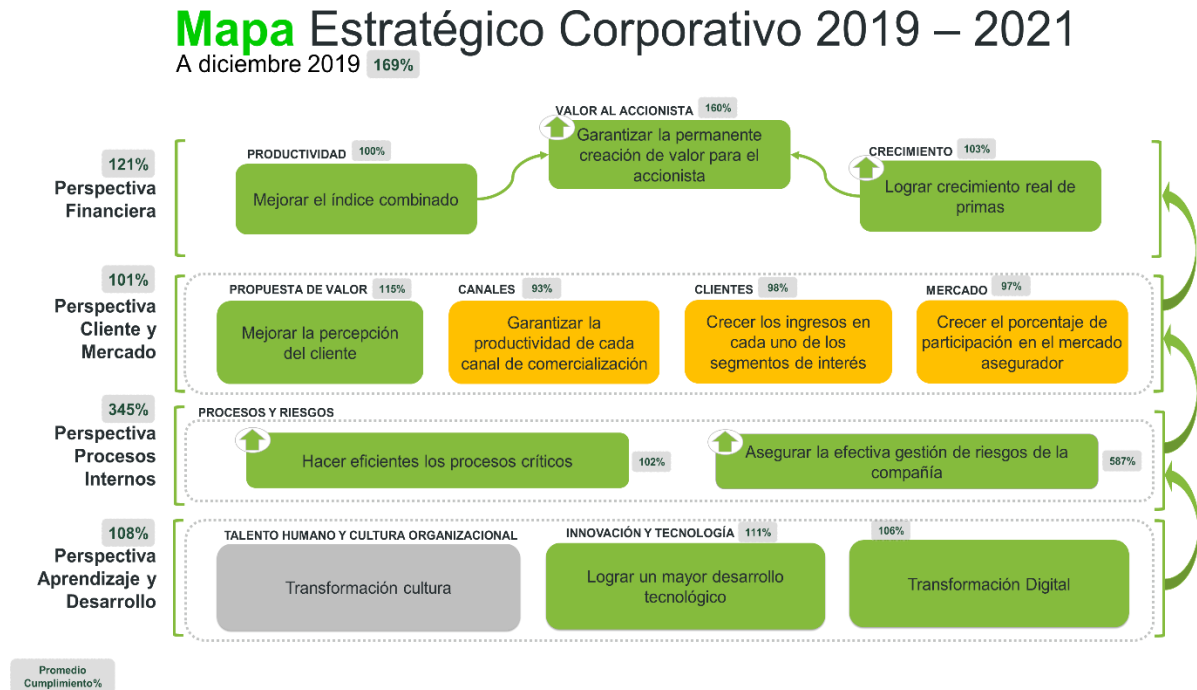 Mapa Estratégico Corporativo 2019 – 2021
A diciembre 2019 169%
121%
Perspectiva
Financiera
PRODUCTIVIDAD 100%
Mejorar el índice combinado
VALOR AL ACCIONISTA 160%
Garantizar la permanente
creación de valor para el
accionista
CRECIMIENTO 103%
Lograr crecimiento real de
primas
101%
Perspectiva
Cliente y
Mercado
PROPUESTA DE VALOR 115%
Mejorar la percepción
del cliente
CANALES 93%
Garantizar la
productividad de cada
canal de comercialización
CLIENTES 98%
Crecer los ingresos en
cada uno de los
segmentos de interés
MERCADO 97%
Crecer el porcentaje de
participación en el mercado
asegurador
345%
Perspectiva
Procesos
Internos
PROCESOS Y RIESGOS
Hacer eficientes los procesos críticos
102%
Asegurar la efectiva gestión de riesgos de la
compañía
587%
108%
Perspectiva
Aprendizaje y
Desarrollo
TALENTO HUMANO Y CULTURA ORGANIZACIONAL
Transformación cultura
INNOVACIÓN Y TECNOLOGÍA 111%
Lograr un mayor desarrollo
tecnológico
106%
Transformación Digital
Promedio
Cumplimiento%